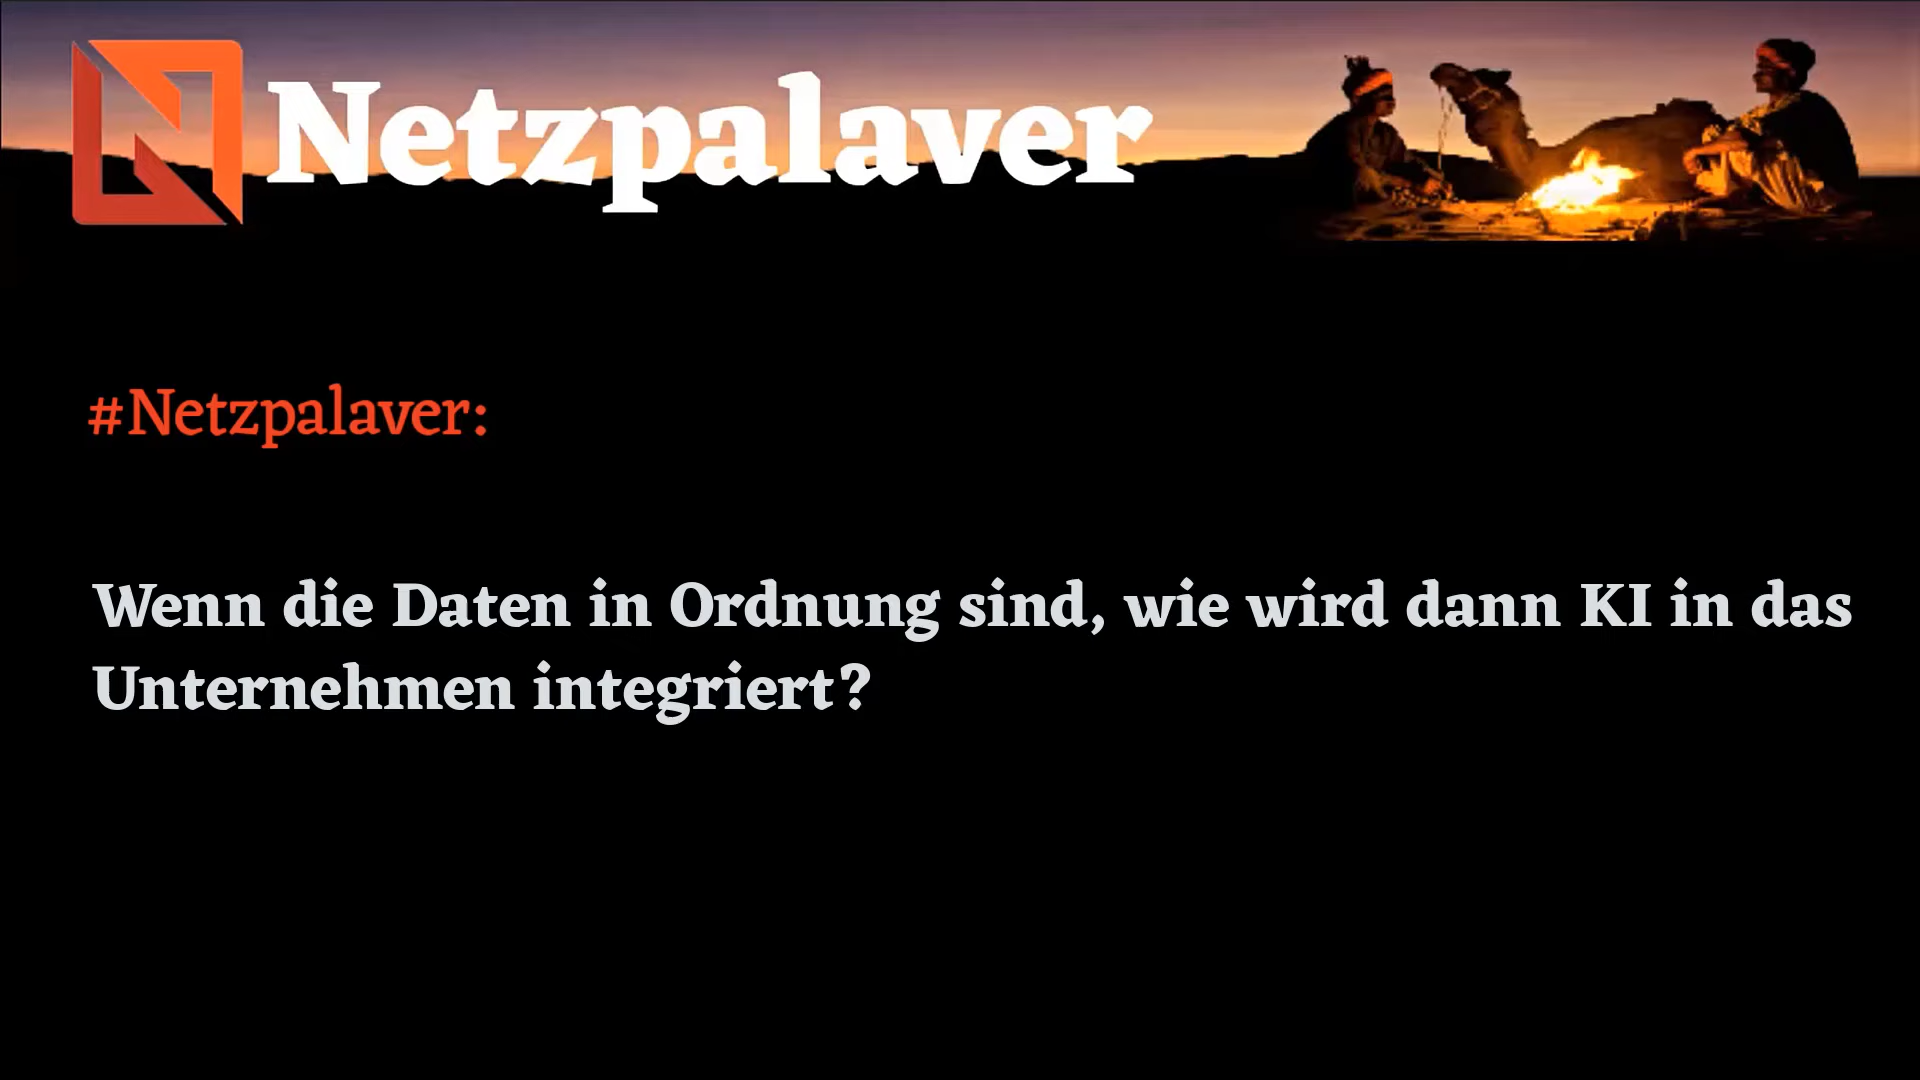 Netzpalaver
#Netzpalaver:
Wenn die Daten in Ordnung sind, wie wird dann KI in das
Unternehmen integriert?